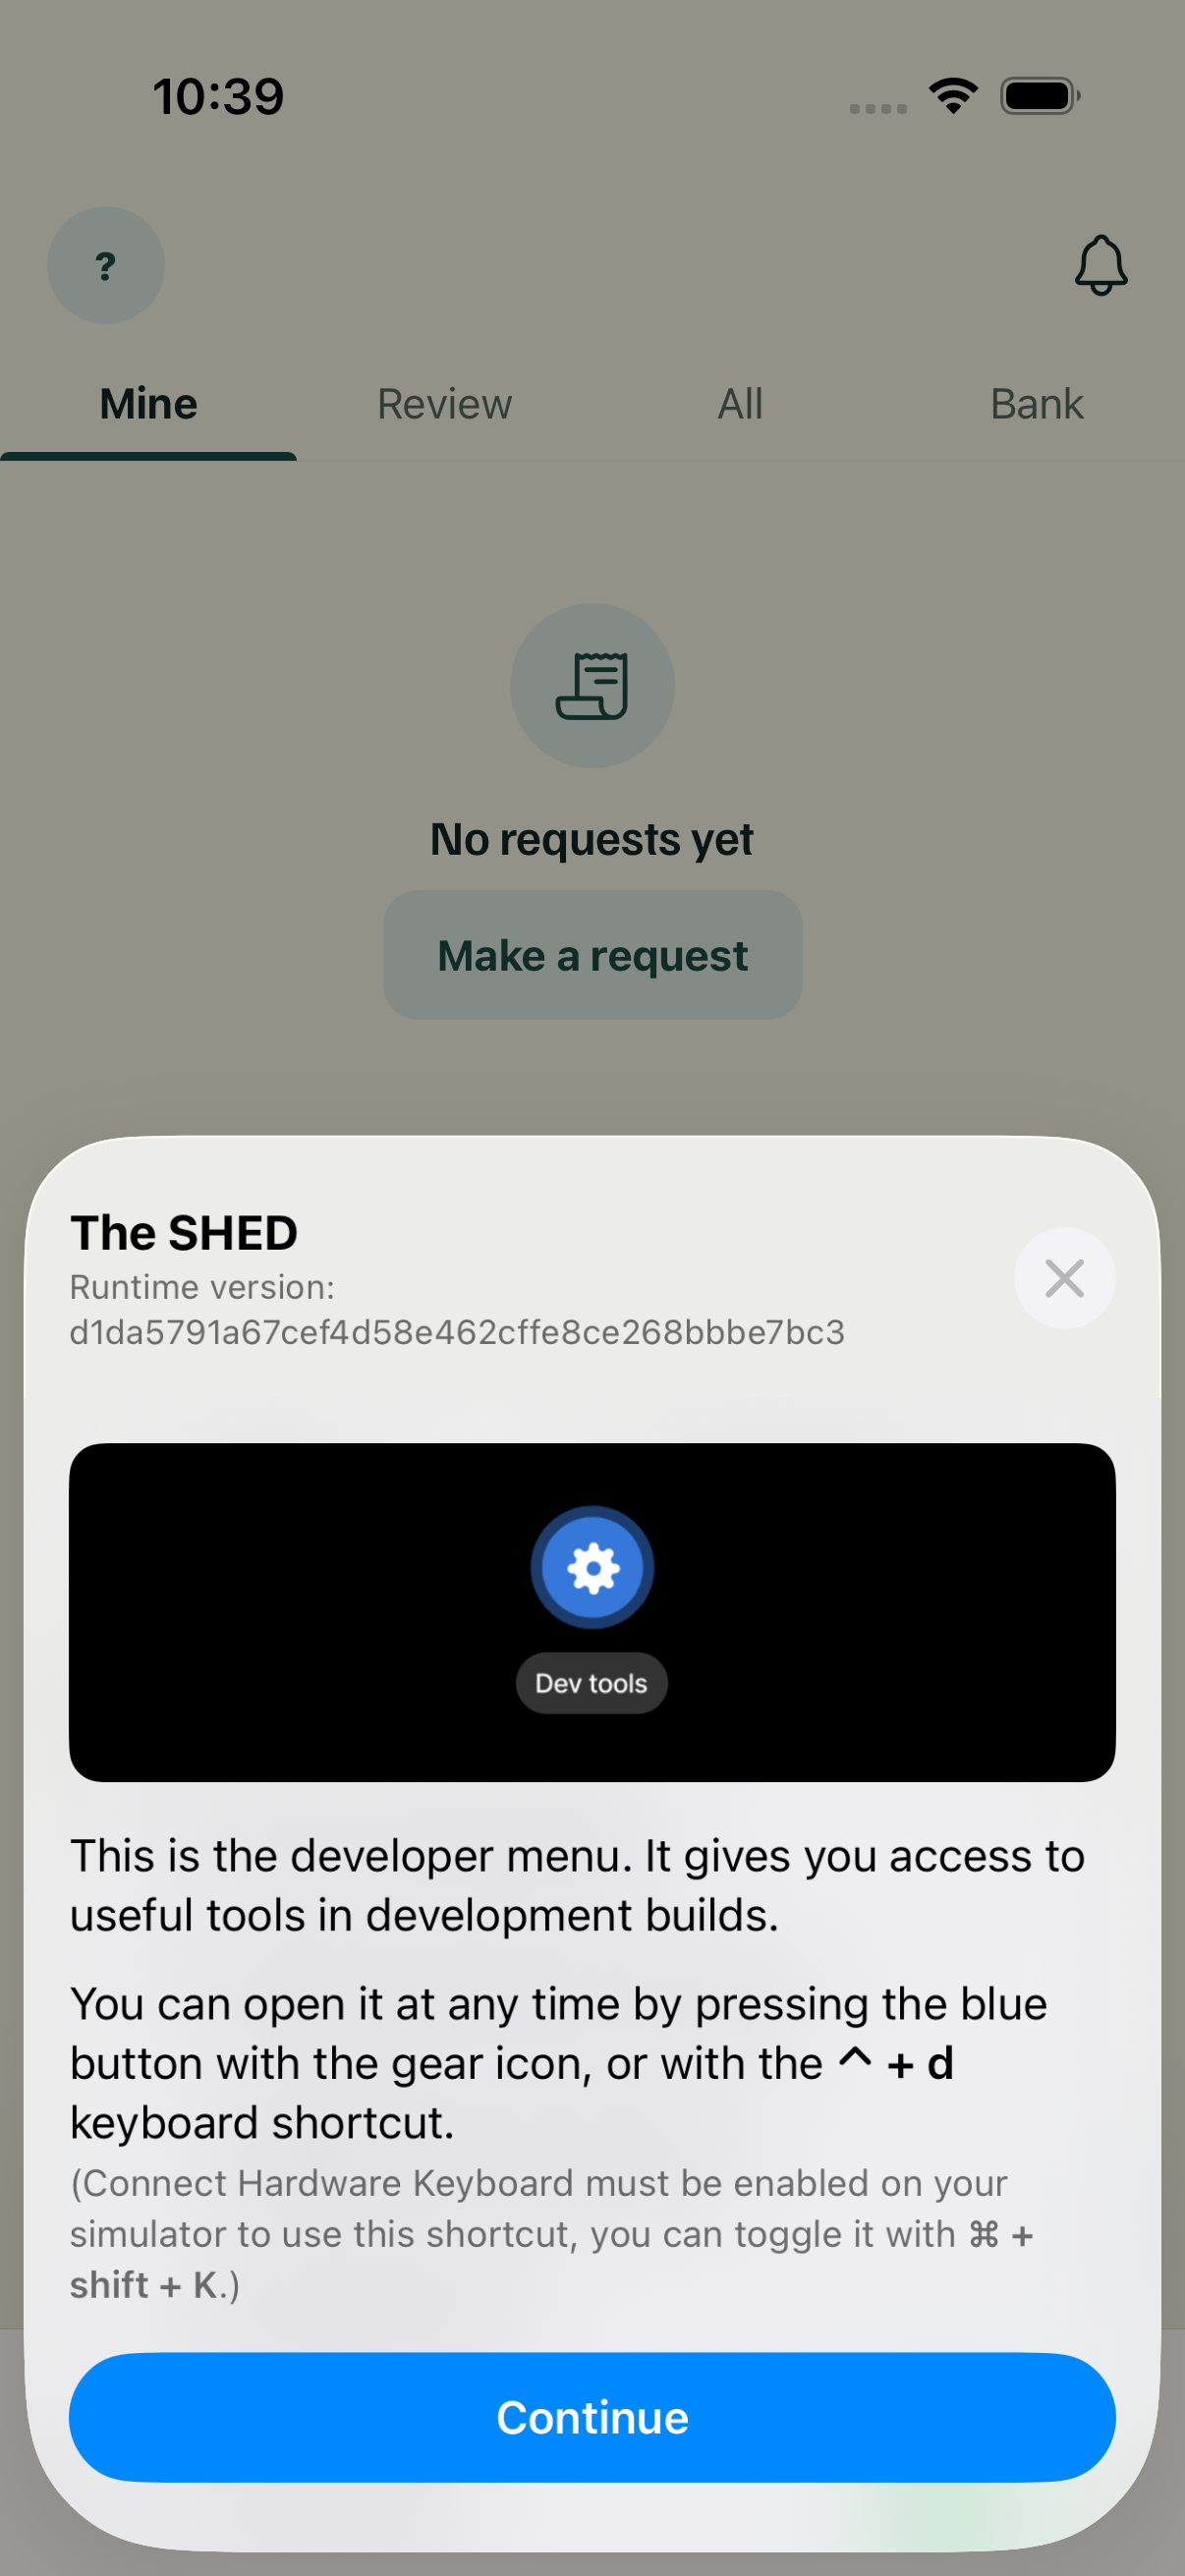 10:39
?
Mine Review All Bank
No requests yet
Make a request
The SHED
Runtime version:
d1da5791a67cef4d58e462cffe8ce268bbbe7bc3
Dev tools
This is the developer menu. It gives you access to
useful tools in development builds.
You can open it at any time by pressing the blue
button with the gear icon, or with the ^ + d
keyboard shortcut.
(Connect Hardware Keyboard must be enabled on your
simulator to use this shortcut, you can toggle it with ⌘ +
shift + K.)
Continue